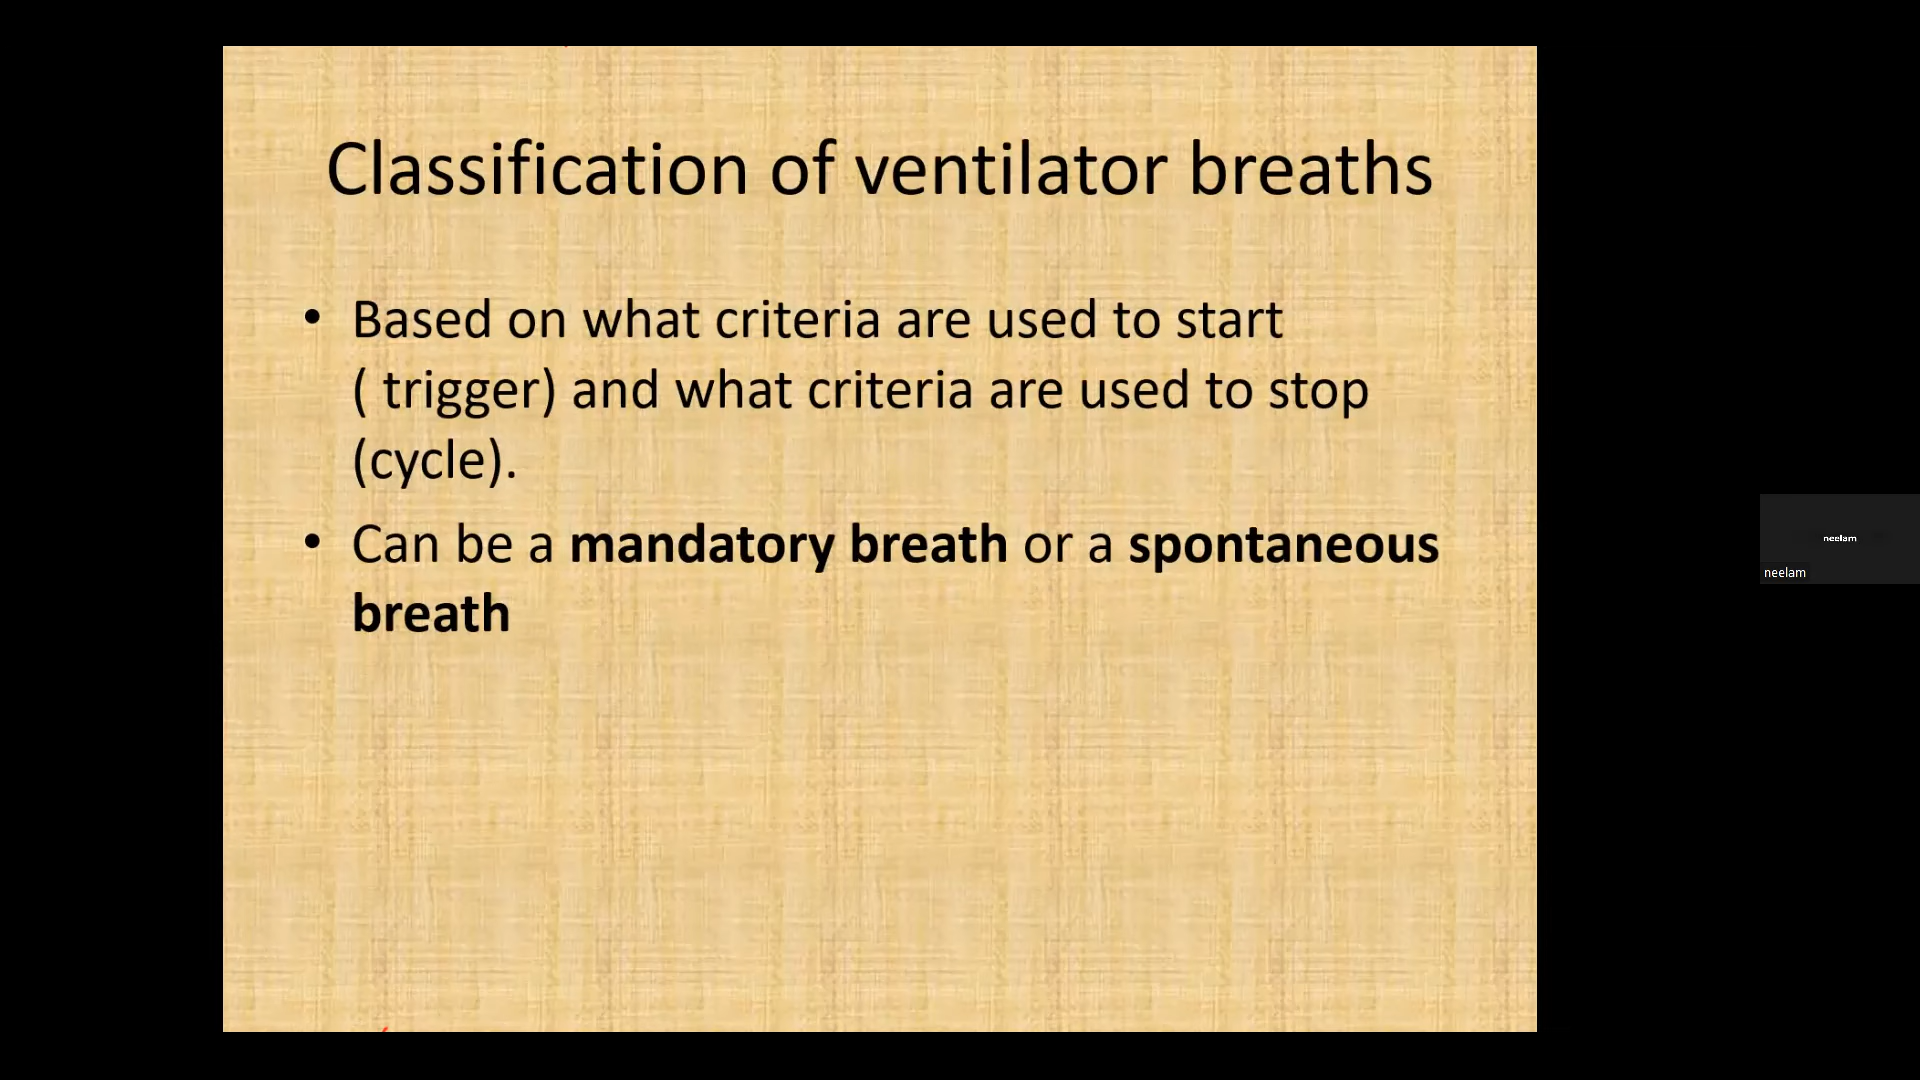 Classification of ventilator breaths
• Based on what criteria are used to start
( trigger) and what criteria are used to stop
(cycle).
• Can be a mandatory breath or a spontaneous
breath
neelam
neelam